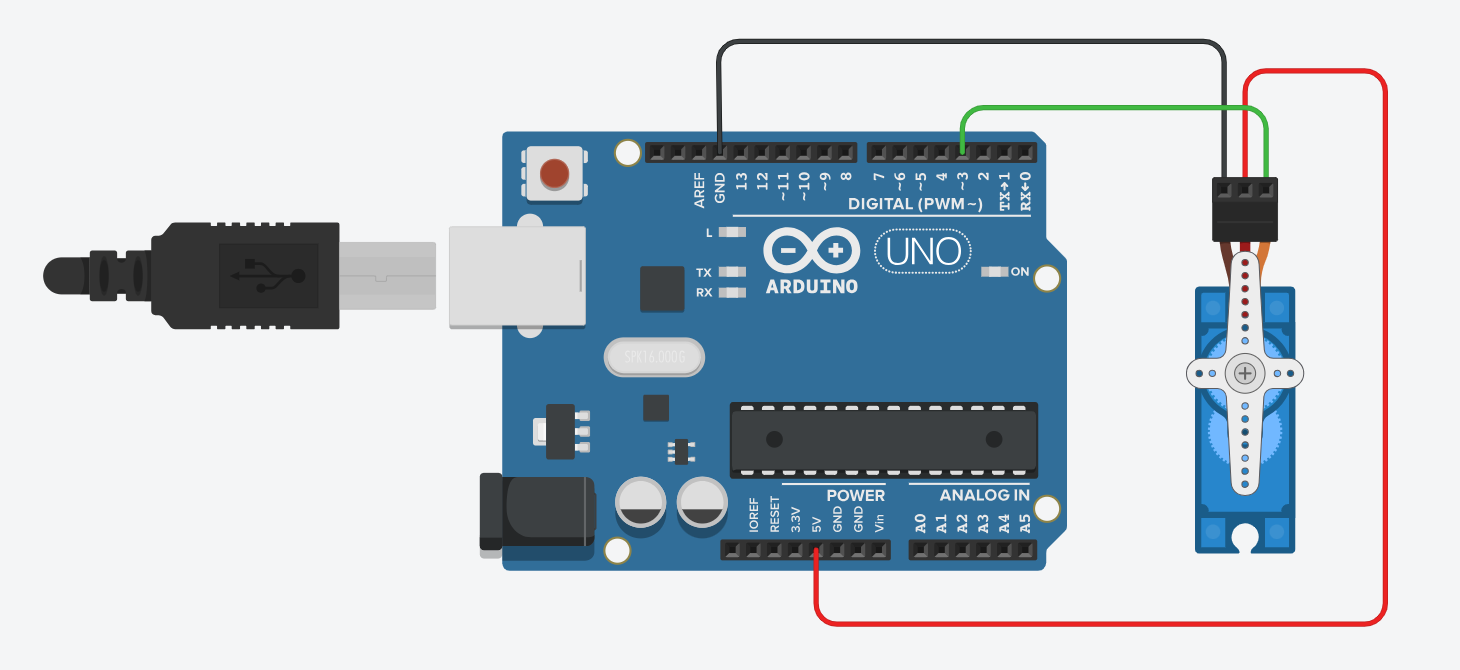 AREF
GND
13
12
~11
~10
~9
8
7
~6
~5
4
~3
2
TX→1
RX←0
DIGITAL (PWM~)
L
TX
RX
ARDUINO
UNO
ON
SPK16.000G
POWER
ANALOG IN
IOREF
RESET
3.3V
5V
GND
GND
Vin
A0
A1
A2
A3
A4
A5